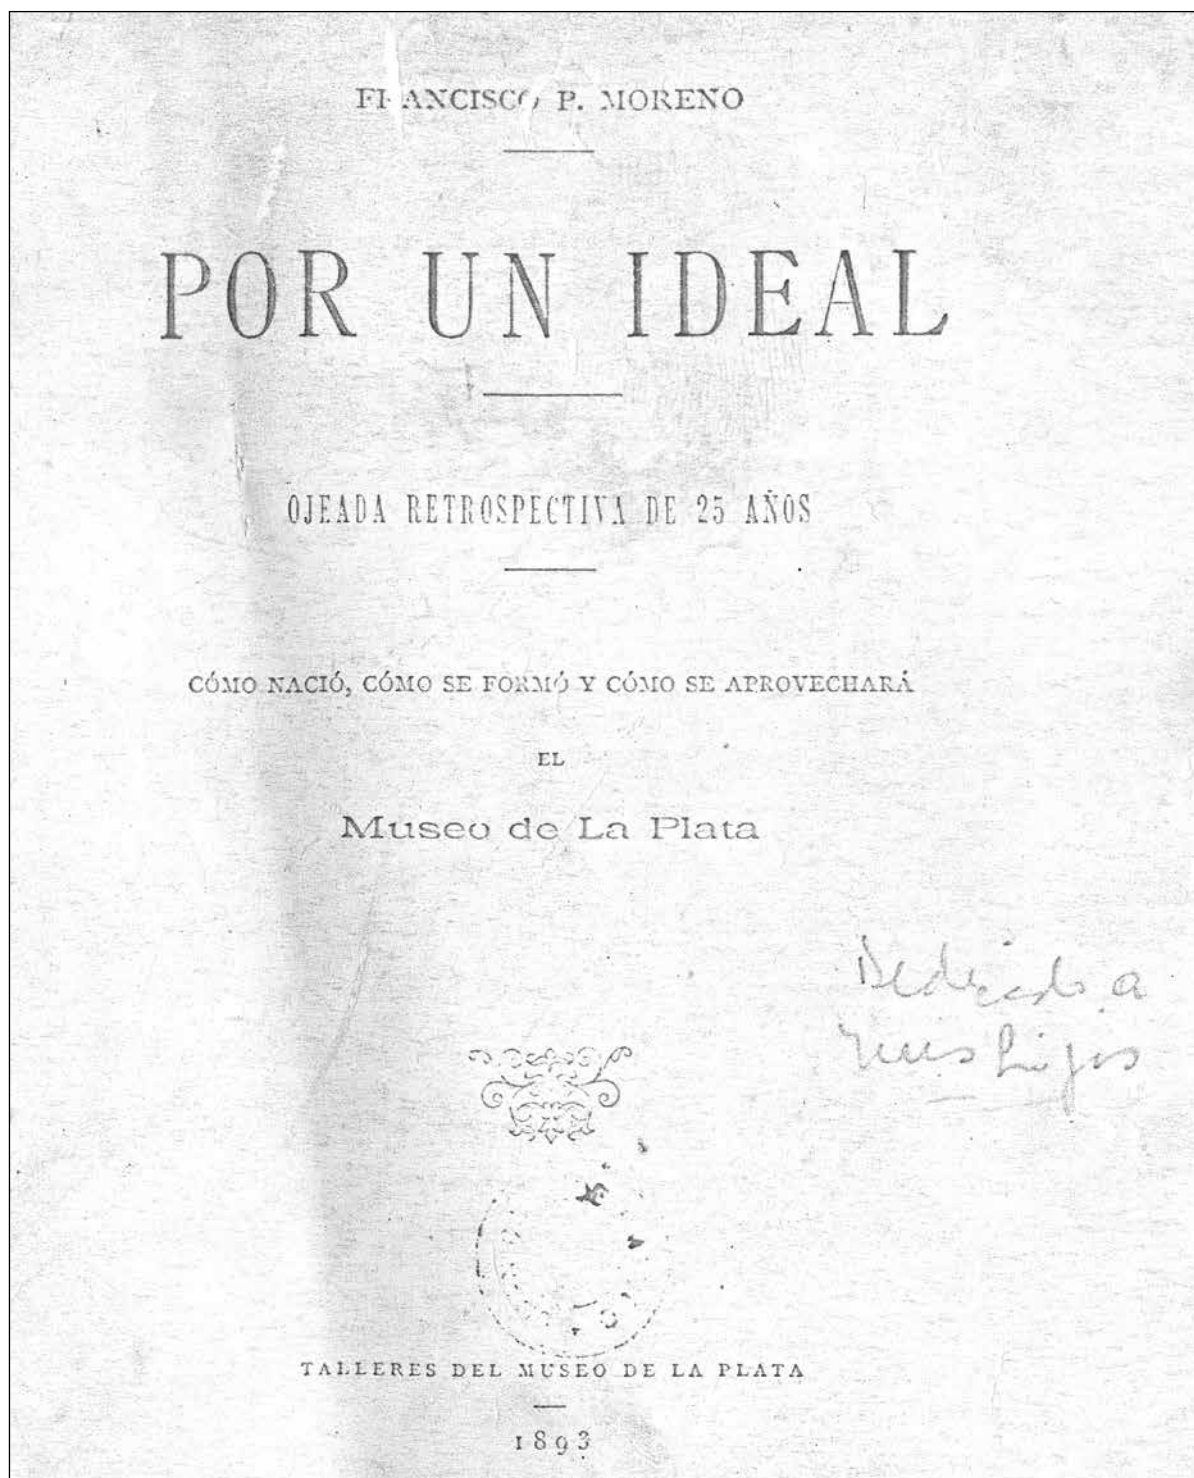 FRANCISCO P. MORENO
POR UN IDEAL
OJEADA RETROSPECTIVA DE 25 AÑOS
CÓMO NACIÓ, CÓMO SE FORMÓ Y CÓMO SE APROVECHARÁ
EL
Museo de La Plata
Dedicado a
mis hijos
TALLERES DEL MUSEO DE LA PLATA
1893